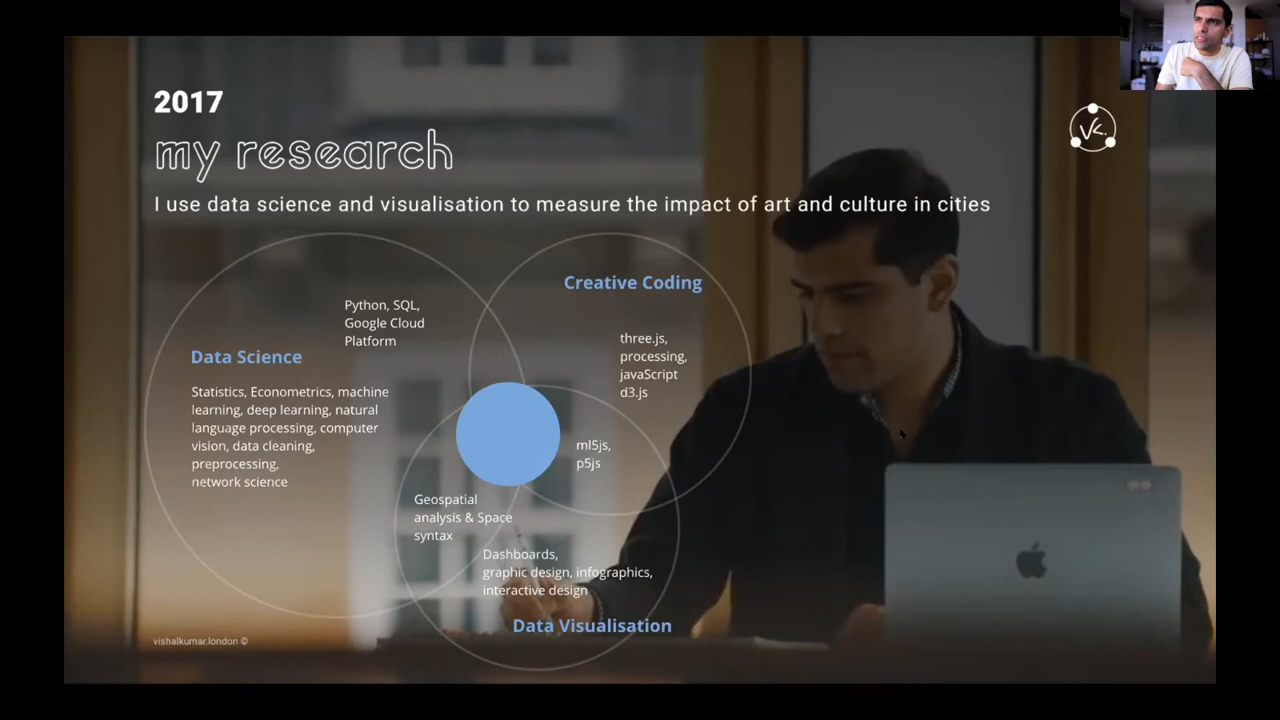 2017
my research
I use data science and visualisation to measure the impact of art and culture in cities
VK.
Creative Coding
Python, SQL,
Google Cloud
Platform
three.js,
processing,
javaScript
d3.js
Data Science
Statistics, Econometrics, machine
learning, deep learning, natural
language processing, computer
vision, data cleaning,
preprocessing,
network science
ml5js,
p5js
Geospatial
analysis & Space
syntax
Dashboards,
graphic design, infographics,
interactive design
Data Visualisation
vishalkumar.london ©